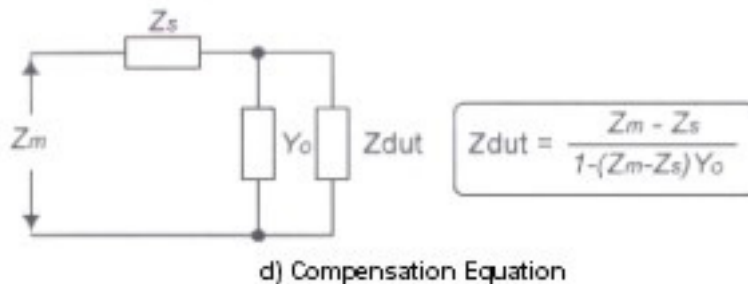 Zs
Zm
Yo
Zdut
Zdut = Zm - Zs / 1-(Zm-Zs)Yo
d) Compensation Equation